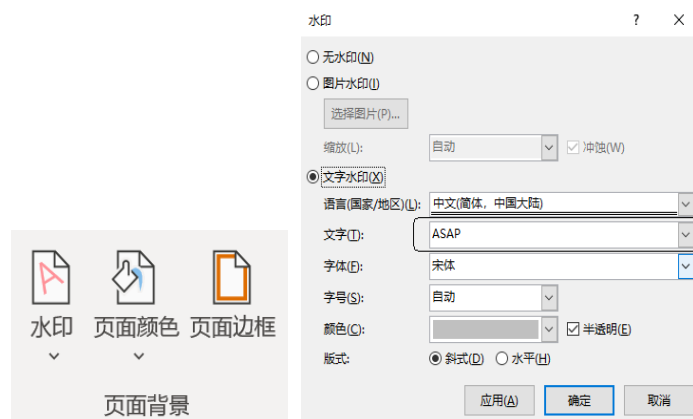 水印 ? ×
无水印(N)
图片水印(I)
选择图片(P)...
缩放(L): 自动 冲蚀(W)
文字水印(X)
语言(国家/地区)(L): 中文(简体，中国大陆)
文字(T): ASAP
字体(F): 宋体
字号(S): 自动
颜色(C): 半透明(E)
版式: 斜式(D) 水平(H)
应用(A) 确定 取消
水印 页面颜色 页面边框
页面背景